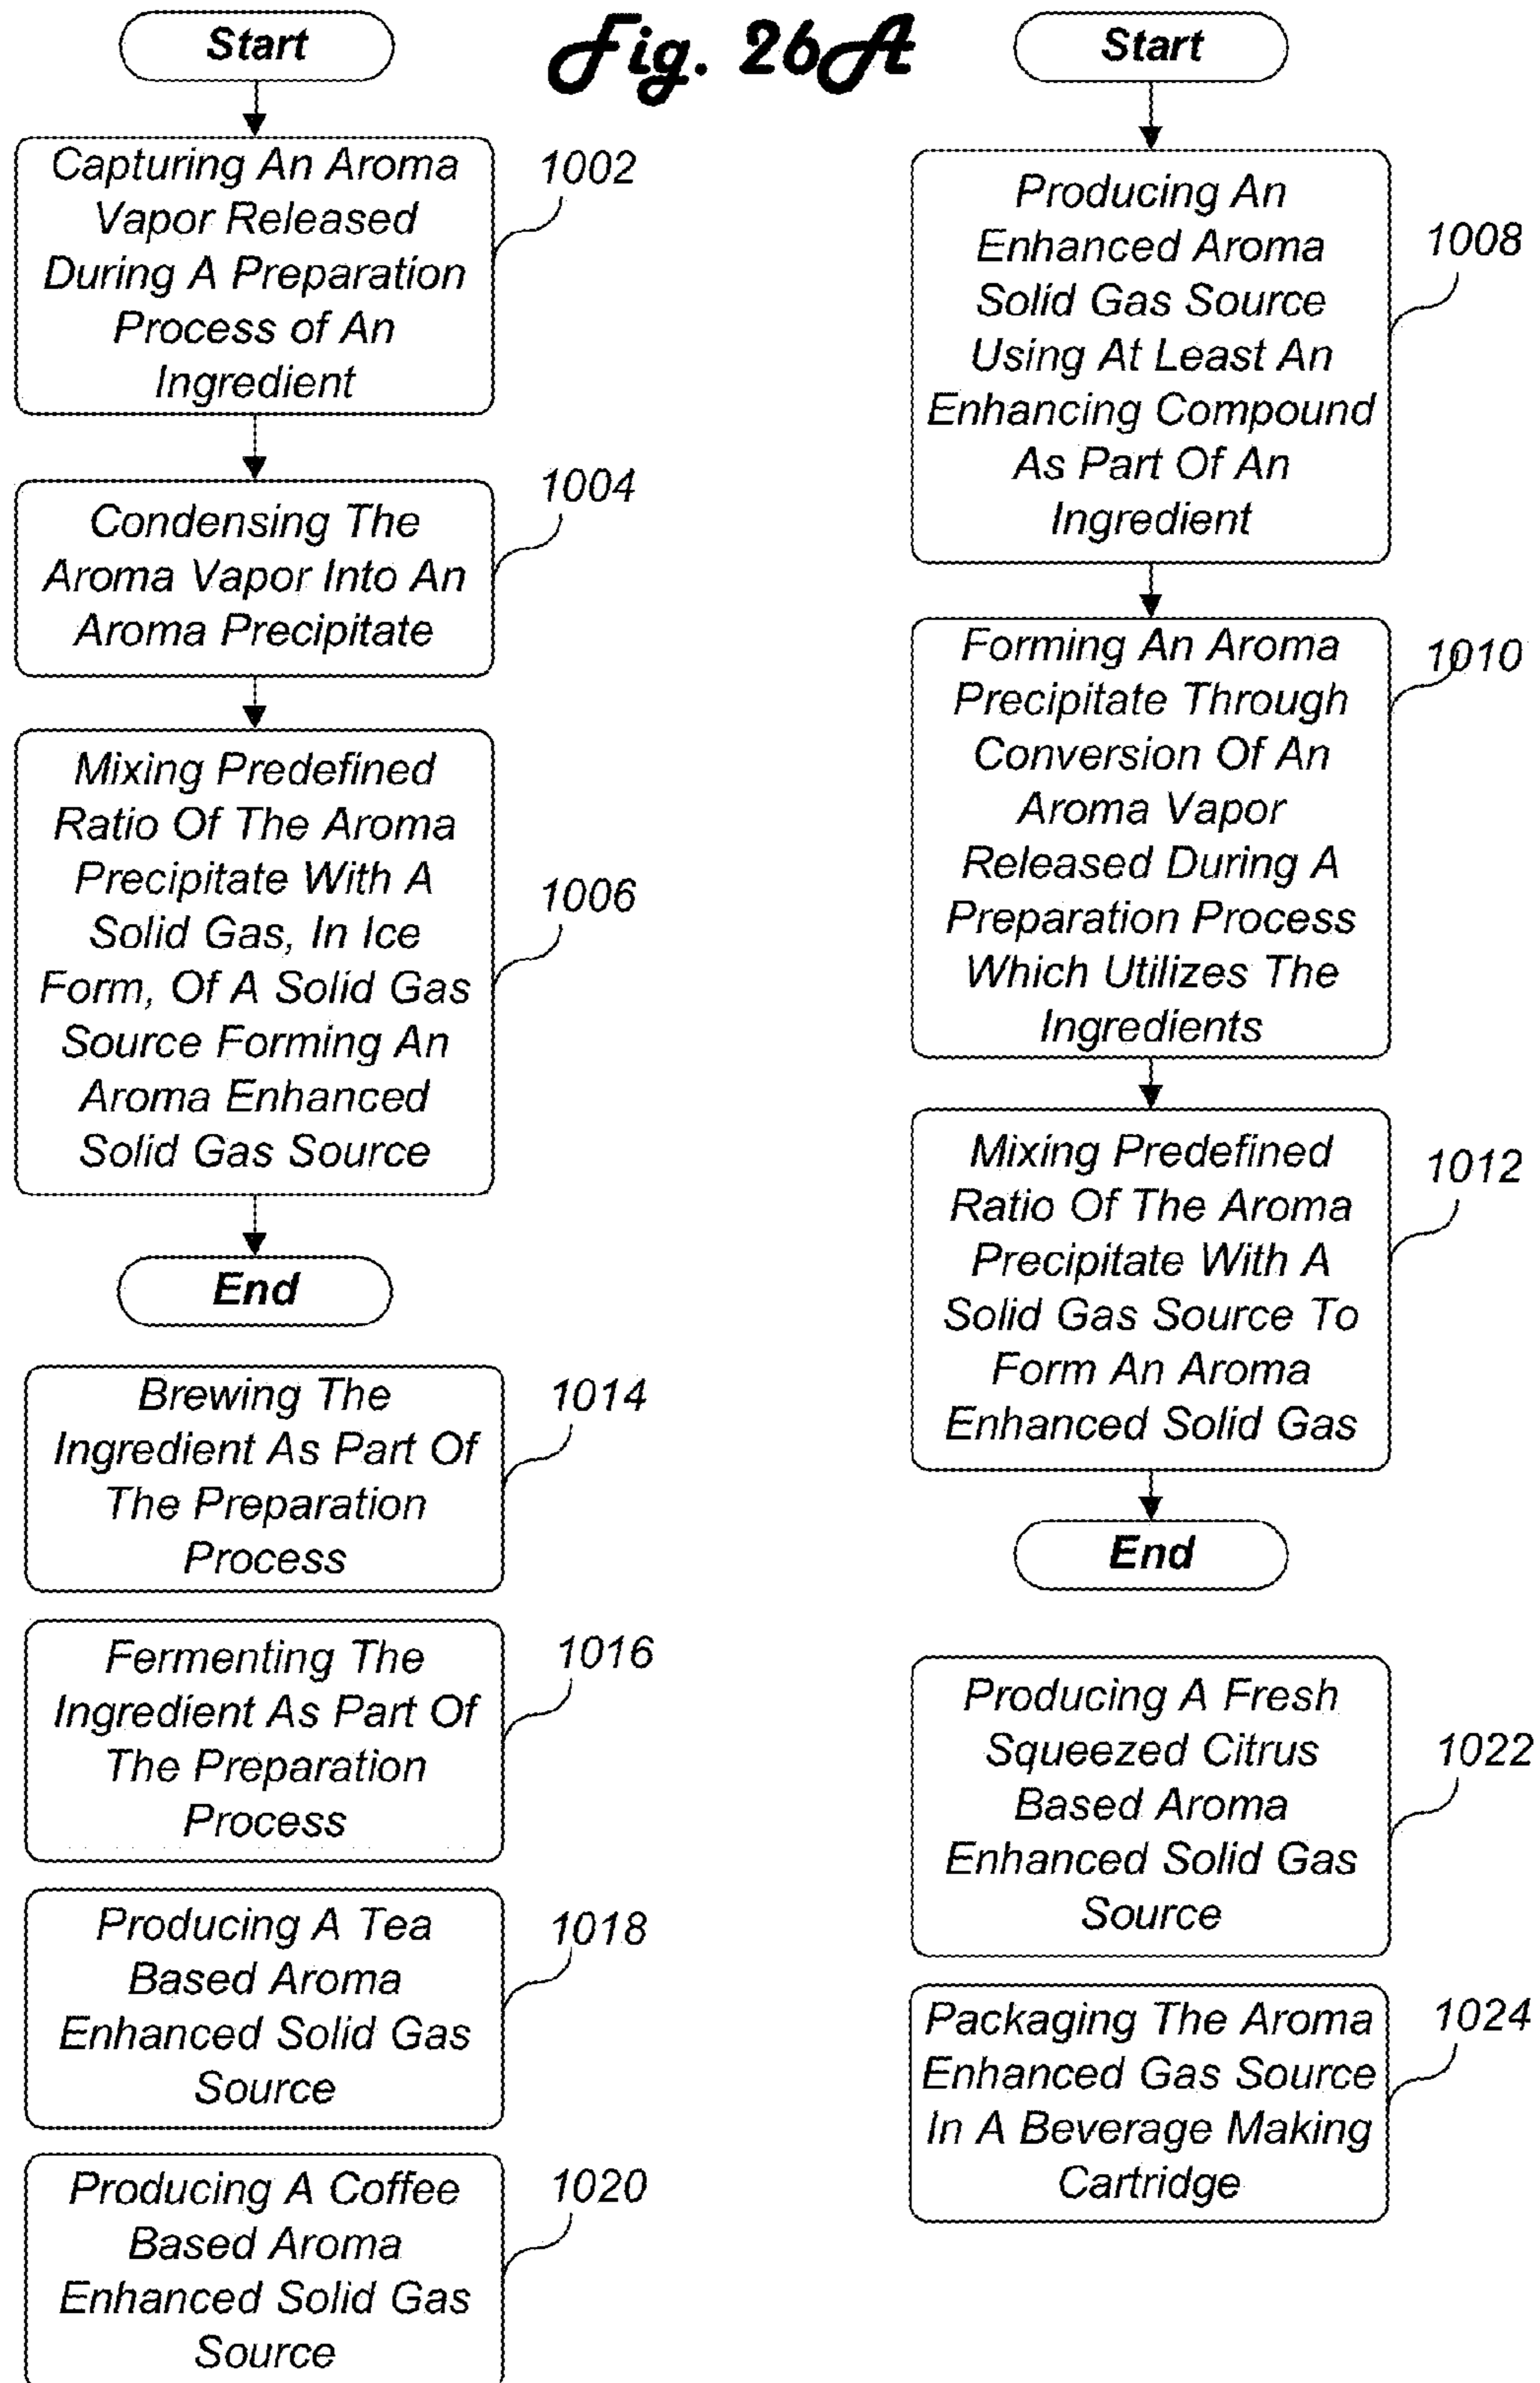 Fig. 26A
Start
Capturing An Aroma
Vapor Released
During A Preparation
Process of An
Ingredient
1002
Condensing The
Aroma Vapor Into An
Aroma Precipitate
1004
Mixing Predefined
Ratio Of The Aroma
Precipitate With A
Solid Gas, In Ice
Form, Of A Solid Gas
Source Forming An
Aroma Enhanced
Solid Gas Source
1006
End
Brewing The
Ingredient As Part Of
The Preparation
Process
1014
Fermenting The
Ingredient As Part Of
The Preparation
Process
1016
Producing A Tea
Based Aroma
Enhanced Solid Gas
Source
1018
Producing A Coffee
Based Aroma
Enhanced Solid Gas
Source
1020
Start
Producing An
Enhanced Aroma
Solid Gas Source
Using At Least An
Enhancing Compound
As Part Of An
Ingredient
1008
Forming An Aroma
Precipitate Through
Conversion Of An
Aroma Vapor
Released During A
Preparation Process
Which Utilizes The
Ingredients
1010
Mixing Predefined
Ratio Of The Aroma
Precipitate With A
Solid Gas Source To
Form An Aroma
Enhanced Solid Gas
1012
End
Producing A Fresh
Squeezed Citrus
Based Aroma
Enhanced Solid Gas
Source
1022
Packaging The Aroma
Enhanced Gas Source
In A Beverage Making
Cartridge
1024